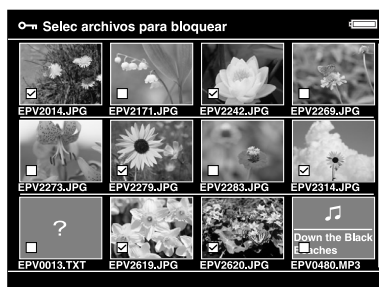 Selec archivos para bloquear
EPV2014.JPG EPV2171.JPG EPV2242.JPG EPV2269.JPG
EPV2273.JPG EPV2279.JPG EPV2283.JPG EPV2314.JPG
?
Down the Black
Beaches
EPV0013.TXT EPV2619.JPG EPV2620.JPG EPV0480.MP3